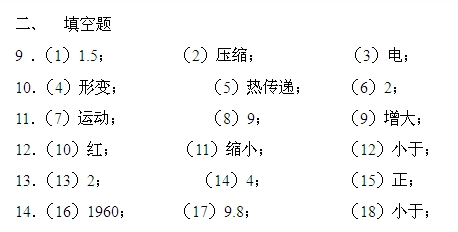 二、 填空题
9 .（1）1.5; （2）压缩; （3）电;
10.（4）形变; （5）热传递; （6）2;
11.（7）运动; （8）9; （9）增大;
12.（10）红; （11）缩小; （12）小于;
13.（13）2; （14）4; （15）正;
14.（16）1960; （17）9.8; （18）小于;